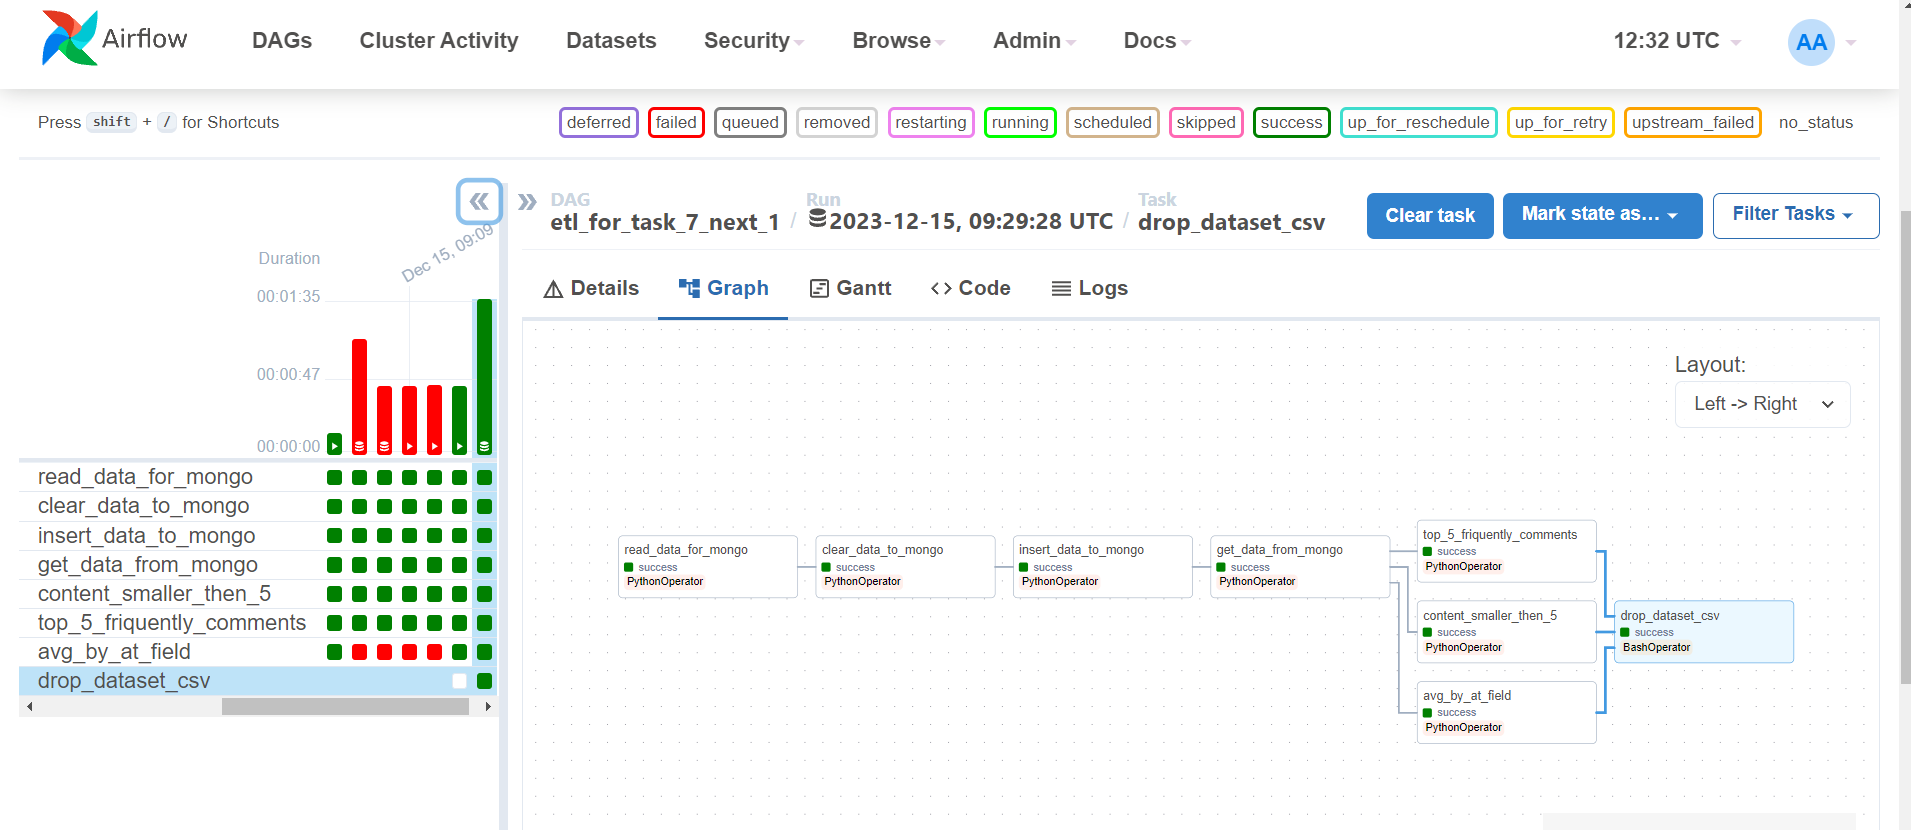 Airflow
DAGs
Cluster Activity
Datasets
Security
Browse
Admin
Docs
12:32 UTC
AA
Press shift + / for Shortcuts
deferred
failed
queued
removed
restarting
running
scheduled
skipped
success
up_for_reschedule
up_for_retry
upstream_failed
no_status
Duration
Dec 15, 09:09
00:01:35
00:00:47
00:00:00
read_data_for_mongo
clear_data_to_mongo
insert_data_to_mongo
get_data_from_mongo
content_smaller_then_5
top_5_friquently_comments
avg_by_at_field
drop_dataset_csv
DAG
etl_for_task_7_next_1
/
Run
2023-12-15, 09:29:28 UTC
/
Task
drop_dataset_csv
Clear task
Mark state as...
Filter Tasks
Details
Graph
Gantt
Code
Logs
Layout:
Left -> Right
read_data_for_mongo
success
PythonOperator
clear_data_to_mongo
success
PythonOperator
insert_data_to_mongo
success
PythonOperator
get_data_from_mongo
success
PythonOperator
top_5_friquently_comments
success
PythonOperator
content_smaller_then_5
success
PythonOperator
avg_by_at_field
success
PythonOperator
drop_dataset_csv
success
BashOperator